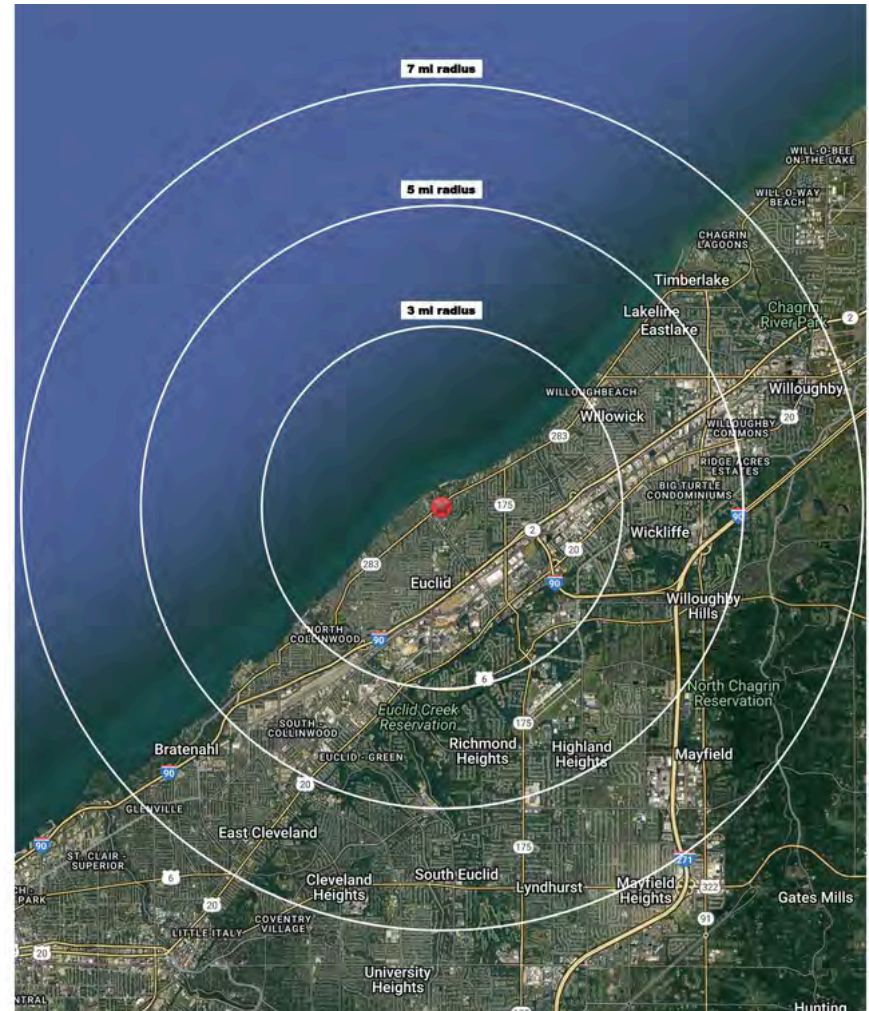 7 mi radius
WILL-O-BEE
ON THE LAKE
5 mi radius
WILL-O-WAY
BEACH
CHAGRIN
LAGOONS
Timberlake
3 mi radius
Lakeline
Eastlake
Chagrin
River Park
2
WILLOUGHBEACH
Willoughby
Willowick
20
283
WILLOUGHBY
COMMONS
RIDGE ACRES
ESTATES
BIG TURTLE
CONDOMINIUMS
175
90
2
Wickliffe
20
283
Euclid
90
Willoughby
Hills
NORTH
COLLINWOOD
90
6
North Chagrin
Reservation
Euclid Creek
Reservation
175
SOUTH -
COLLINWOOD
Richmond
Heights
Highland
Heights
Mayfield
Bratenahl
EUCLID - GREEN
90
20
GLENVILLE
East Cleveland
90
175
ST. CLAIR -
SUPERIOR
271
6
South Euclid
Cleveland
Heights
Lyndhurst
Mayfield
Heights
322
CH -
PARK
Gates Mills
20
91
COVENTRY
VILLAGE
LITTLE ITALY
20
University
Heights
NTRAL
Hunting